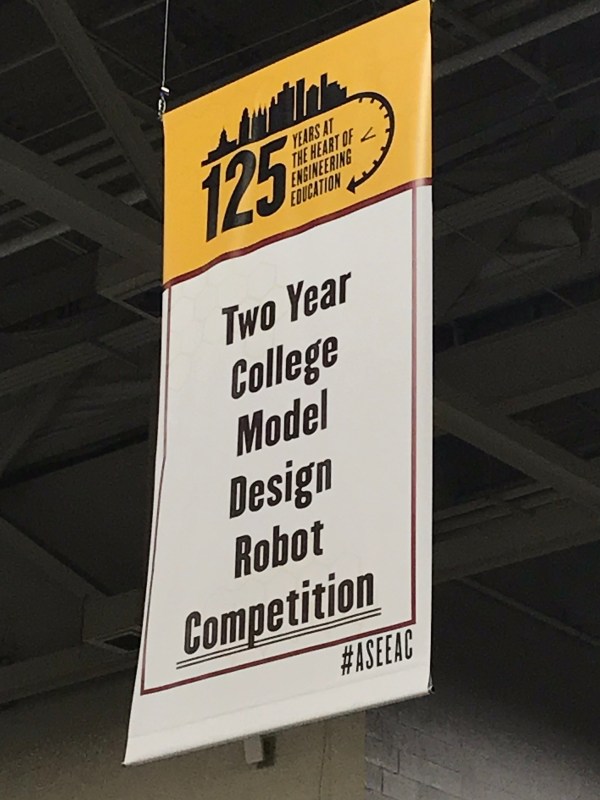 125
YEARS AT
THE HEART OF
ENGINEERING
EDUCATION
Two Year
College
Model
Design
Robot
Competition
#ASEEAC